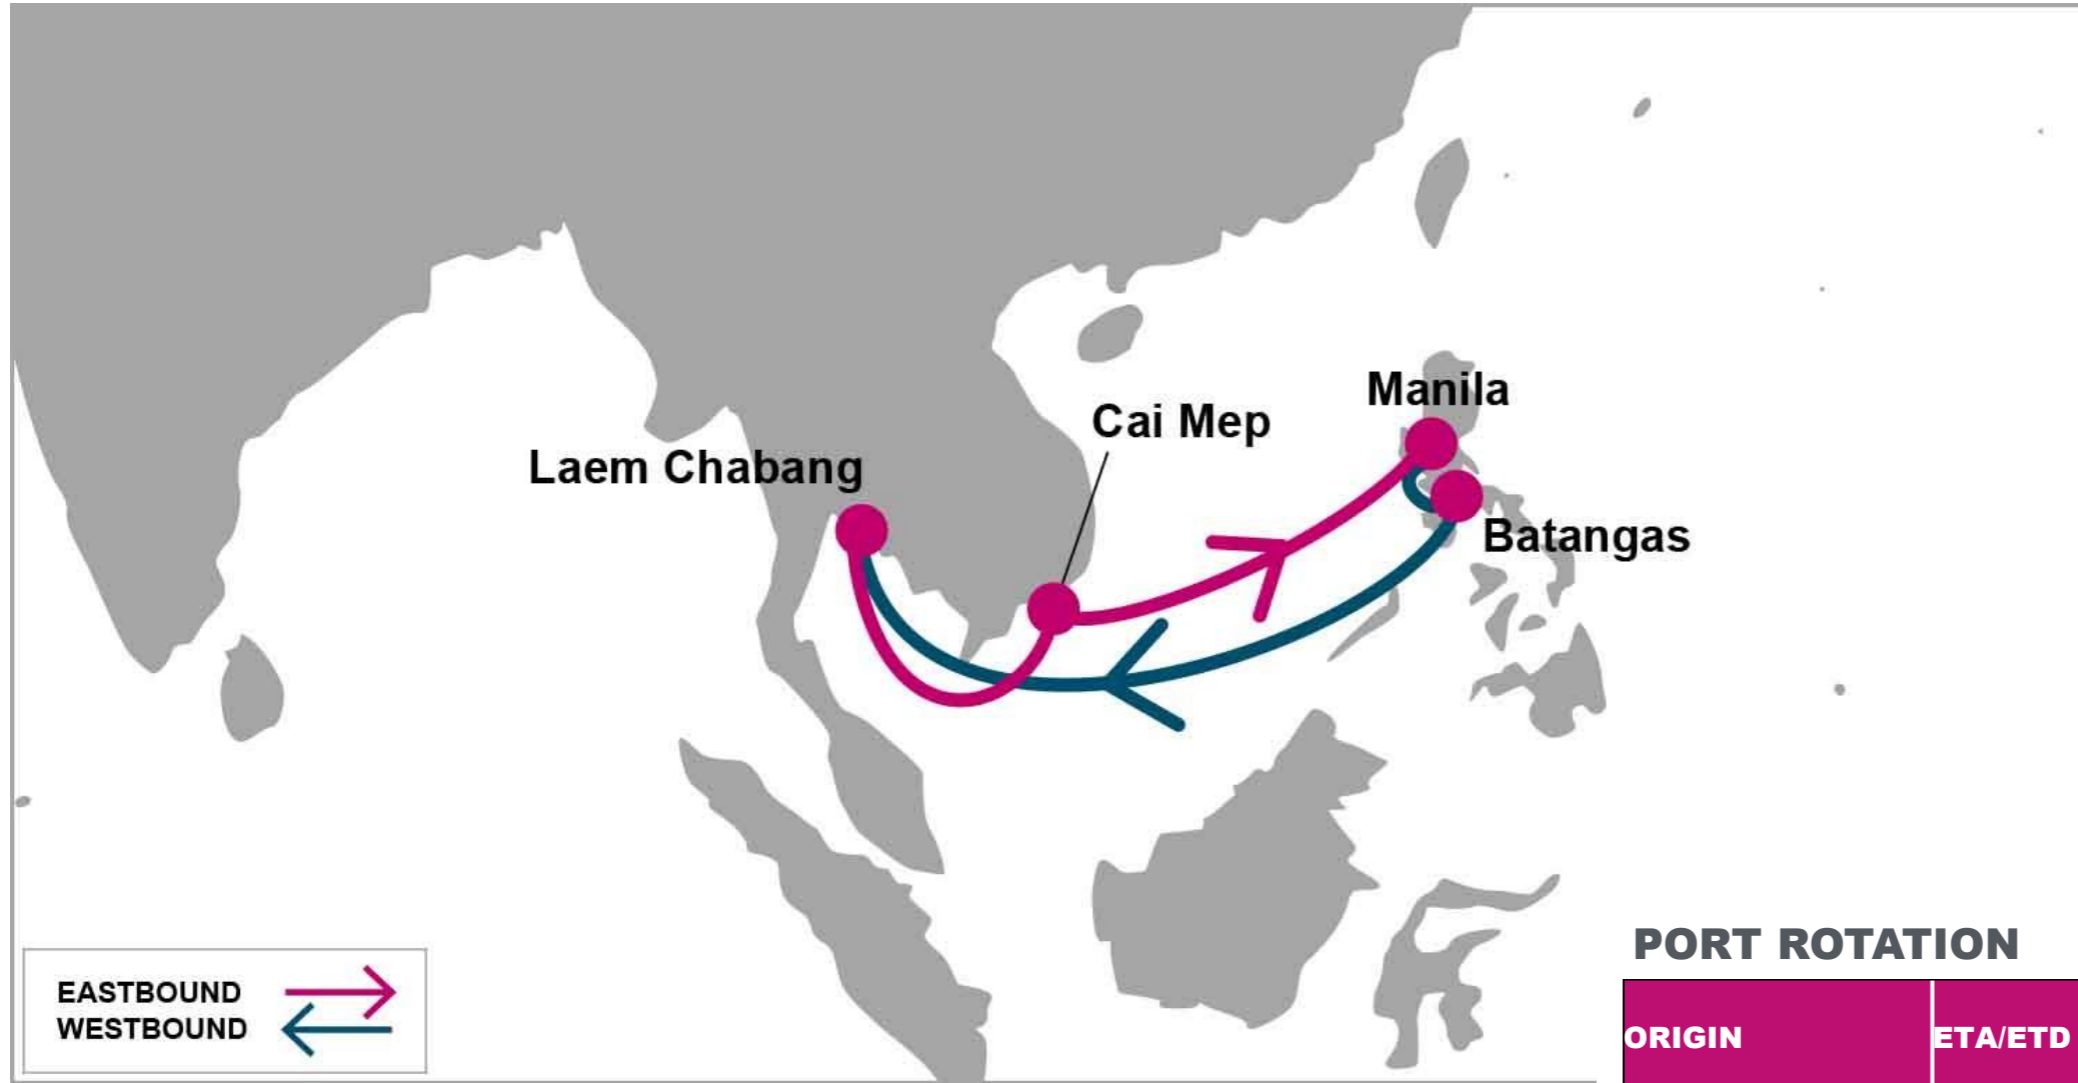 Manila
Cai Mep
Laem Chabang
Batangas
EASTBOUND
WESTBOUND
PORT ROTATION
ORIGIN ETA/ETD